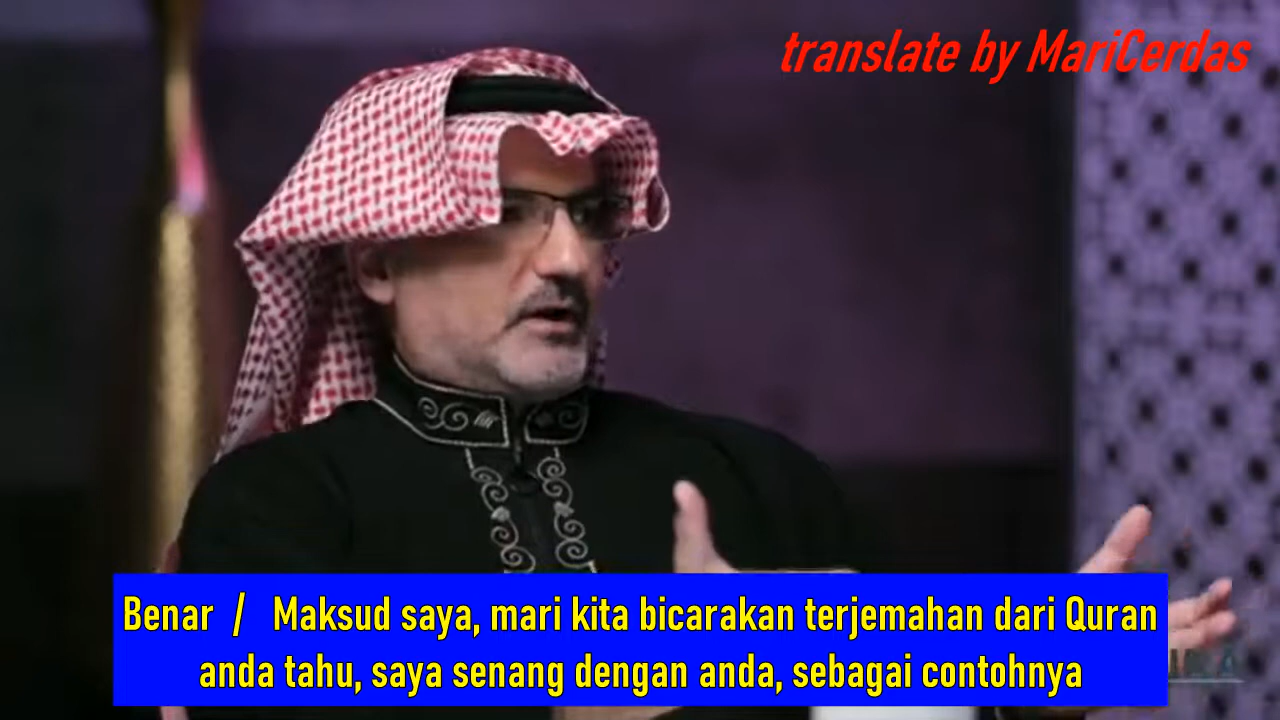 translate by MariCerdas
Benar / Maksud saya, mari kita bicarakan terjemahan dari Quran
anda tahu, saya senang dengan anda, sebagai contohnya